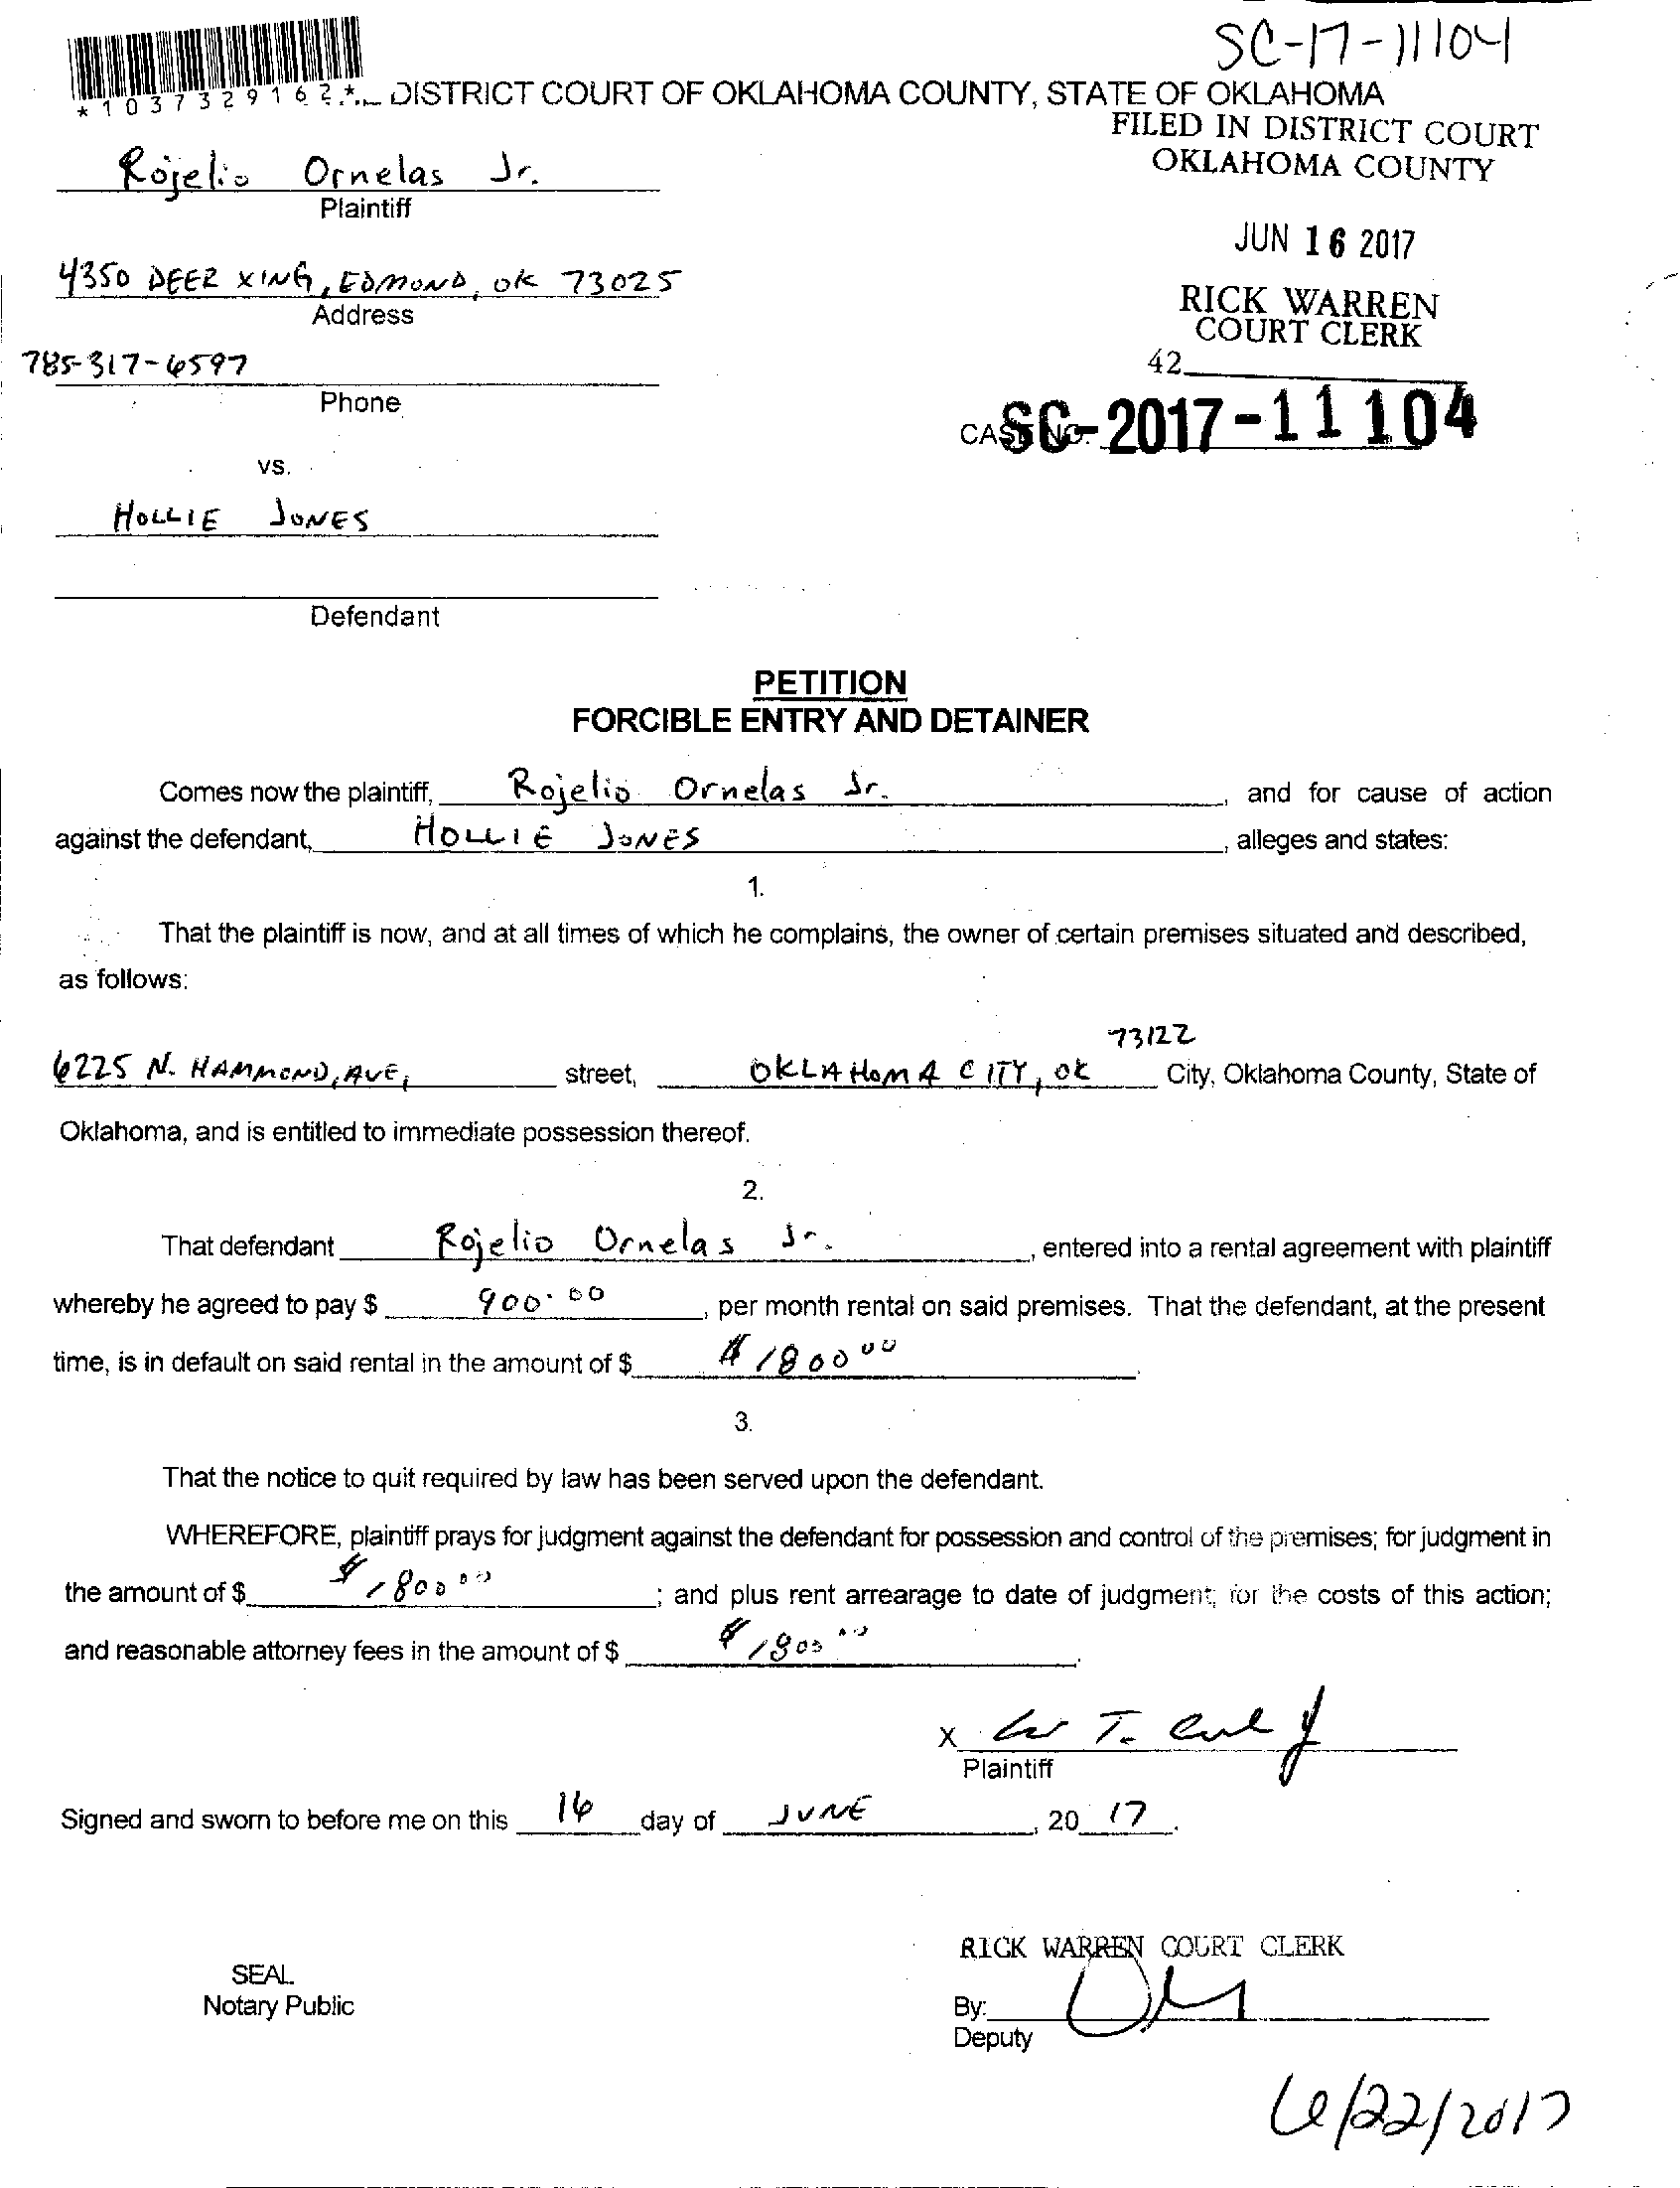 SC-17-11104
*1037329162* DISTRICT COURT OF OKLAHOMA COUNTY, STATE OF OKLAHOMA
FILED IN DISTRICT COURT
OKLAHOMA COUNTY
Rojelio Ornelas Jr.
Plaintiff
JUN 16 2017
4350 DEER XING, EDMOND, OK 73025
Address
RICK WARREN
COURT CLERK
785-317-6597
42
Phone
CASE NO. SC-2017-11104
vs.
HOLLIE JONES
Defendant
PETITION
FORCIBLE ENTRY AND DETAINER
Comes now the plaintiff, Rojelio Ornelas Jr. , and for cause of action
against the defendant, HOLLIE JONES , alleges and states:
1.
That the plaintiff is now, and at all times of which he complains, the owner of certain premises situated and described,
as follows:
73122
6225 N. HAMMOND, AVE, street, OKLAHOMA CITY, OK City, Oklahoma County, State of
Oklahoma, and is entitled to immediate possession thereof.
2.
That defendant Rojelio Ornelas Jr. , entered into a rental agreement with plaintiff
whereby he agreed to pay $ 900.00 , per month rental on said premises. That the defendant, at the present
time, is in default on said rental in the amount of $ $1800 00 .
3.
That the notice to quit required by law has been served upon the defendant.
WHEREFORE, plaintiff prays for judgment against the defendant for possession and control of the premises; for judgment in
the amount of $ $1800 00 ; and plus rent arrearage to date of judgment; for the costs of this action;
and reasonable attorney fees in the amount of $ $1800 00 .
X
Plaintiff
Signed and sworn to before me on this 16 day of JUNE , 20 17 .
RICK WARREN COURT CLERK
SEAL
Notary Public
By:
Deputy
6/22/2017